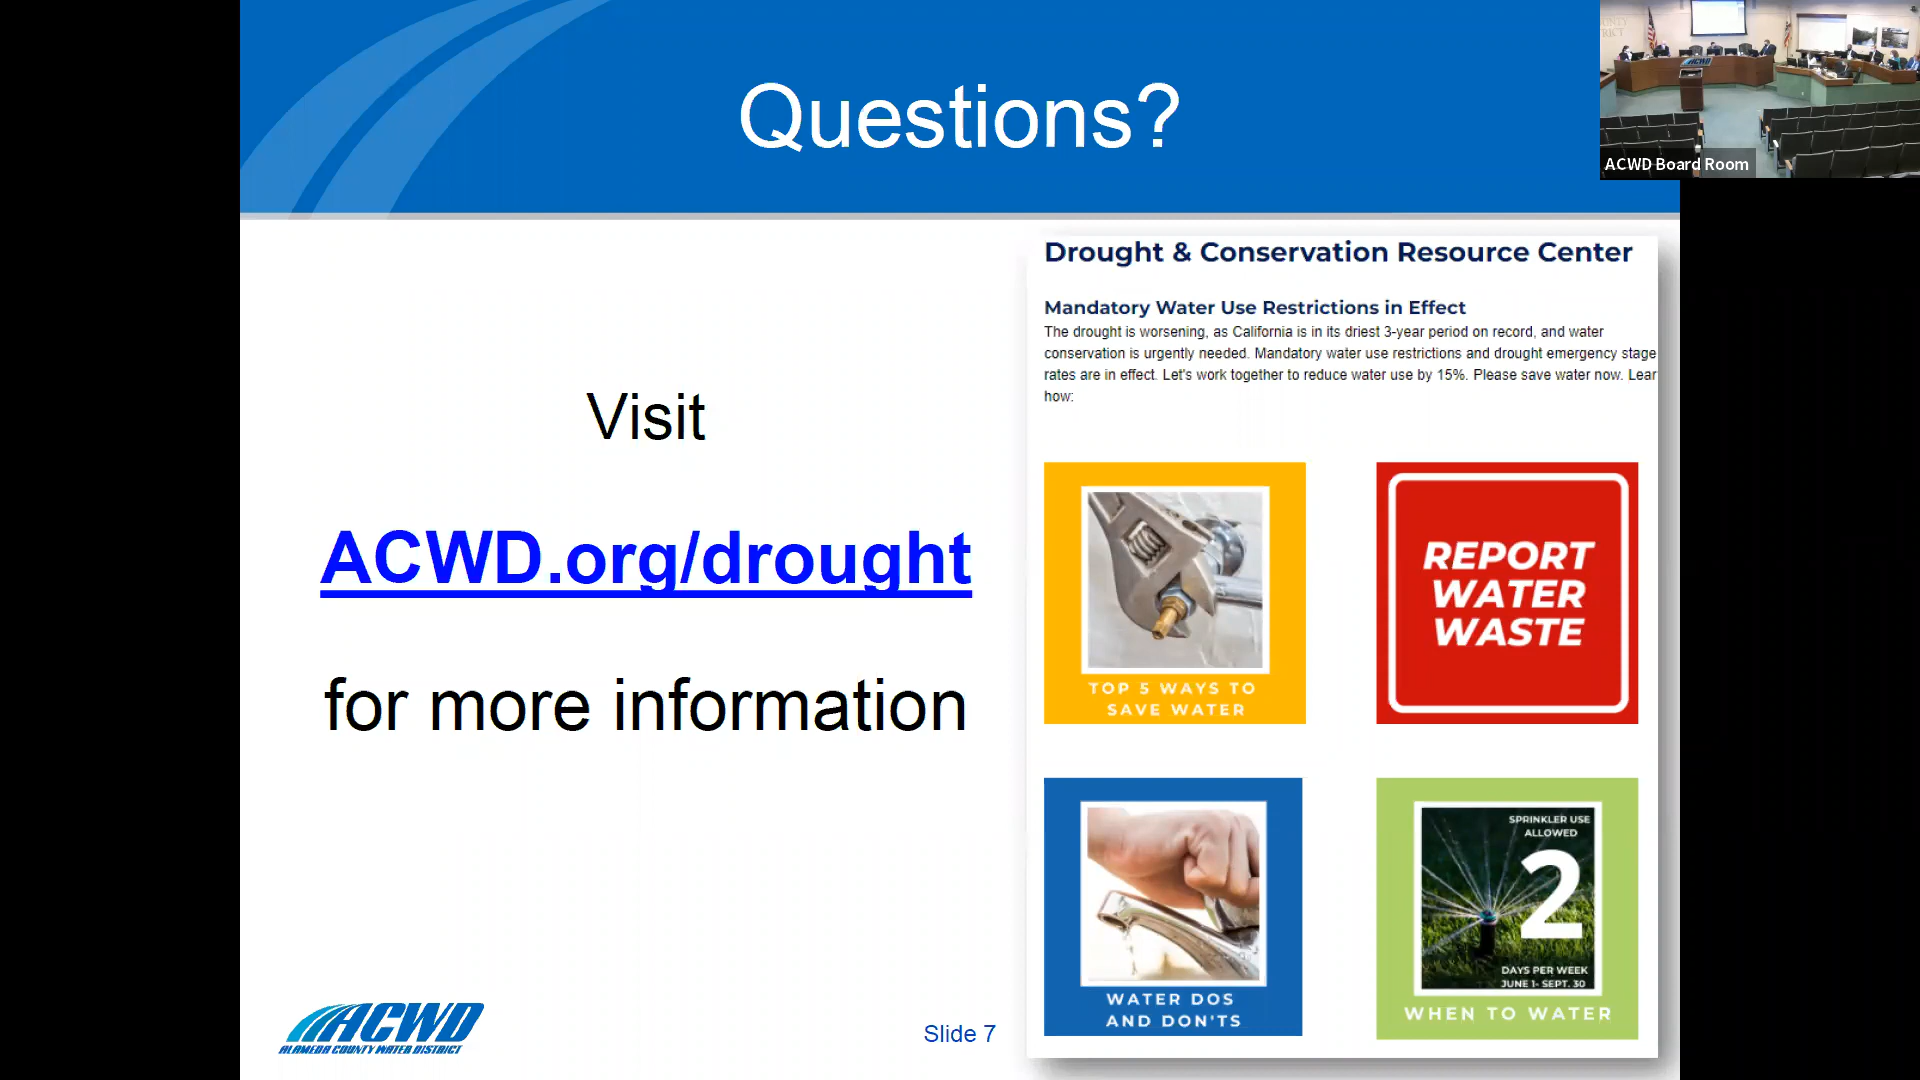 Questions?
ACWD
ACWD Board Room
Visit
ACWD.org/drought
for more information
Drought & Conservation Resource Center
Mandatory Water Use Restrictions in Effect
The drought is worsening, as California is in its driest 3-year period on record, and water
conservation is urgently needed. Mandatory water use restrictions and drought emergency stage
rates are in effect. Let's work together to reduce water use by 15%. Please save water now. Lear
how:
TOP 5 WAYS TO
SAVE WATER
REPORT
WATER
WASTE
WATER DOS
AND DON'TS
SPRINKLER USE
ALLOWED
2
DAYS PER WEEK
JUNE 1- SEPT. 30
WHEN TO WATER
ACWD
ALAMEDA COUNTY WATER DISTRICT
Slide 7